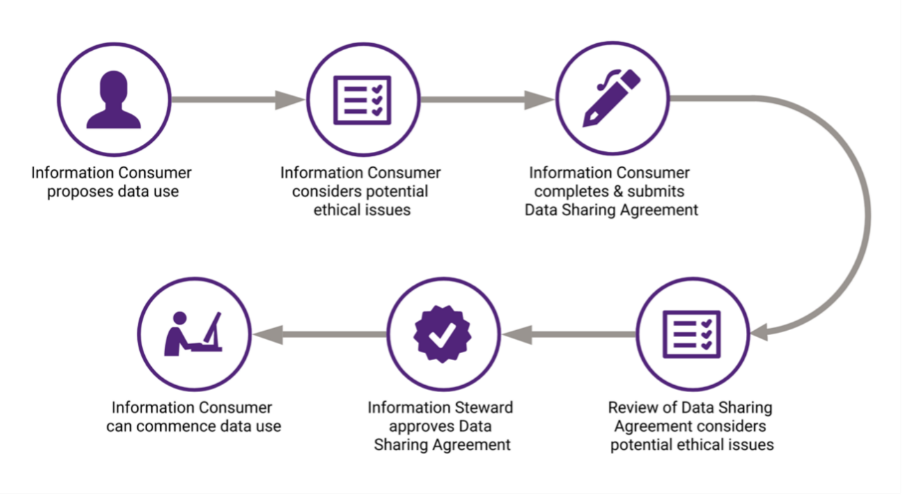 Information Consumer
proposes data use
Information Consumer
considers potential
ethical issues
Information Consumer
completes & submits
Data Sharing Agreement
Review of Data Sharing
Agreement considers
potential ethical issues
Information Steward
approves Data
Sharing Agreement
Information Consumer
can commence data use